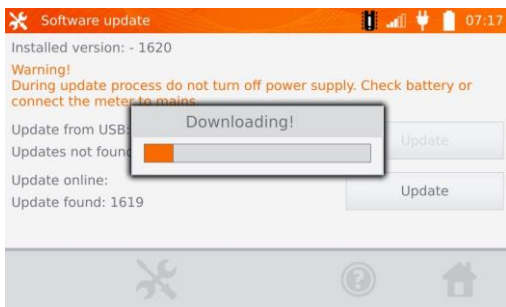 Software update
07:17
Installed version: - 1620
Warning!
During update process do not turn off power supply. Check battery or
connect the meter to mains.
Downloading!
Update from USB:
Updates not found
Update
Update online:
Update found: 1619
Update